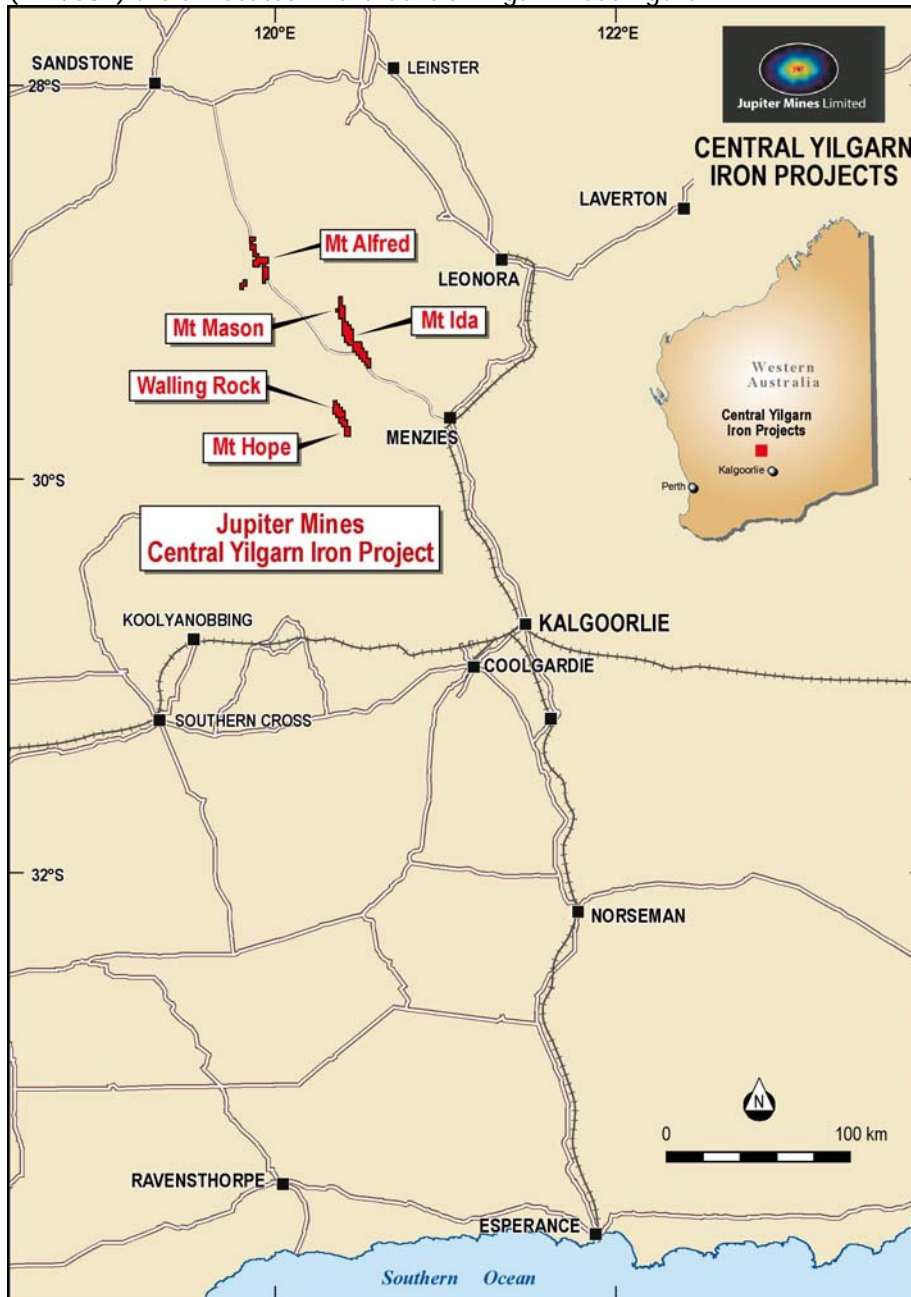 120°E
122°E
SANDSTONE
LEINSTER
28°S
Jupiter Mines Limited
CENTRAL YILGARN
IRON PROJECTS
LAVERTON
Mt Alfred
LEONORA
Mt Mason
Mt Ida
Walling Rock
Mt Hope
MENZIES
Western
Australia
Central Yilgarn
Iron Projects
Kalgoorlie
Perth
30°S
Jupiter Mines
Central Yilgarn Iron Project
KOOLYANOBBING
KALGOORLIE
COOLGARDIE
SOUTHERN CROSS
32°S
NORSEMAN
N
0
100 km
RAVENSTHORPE
ESPERANCE
Southern Ocean